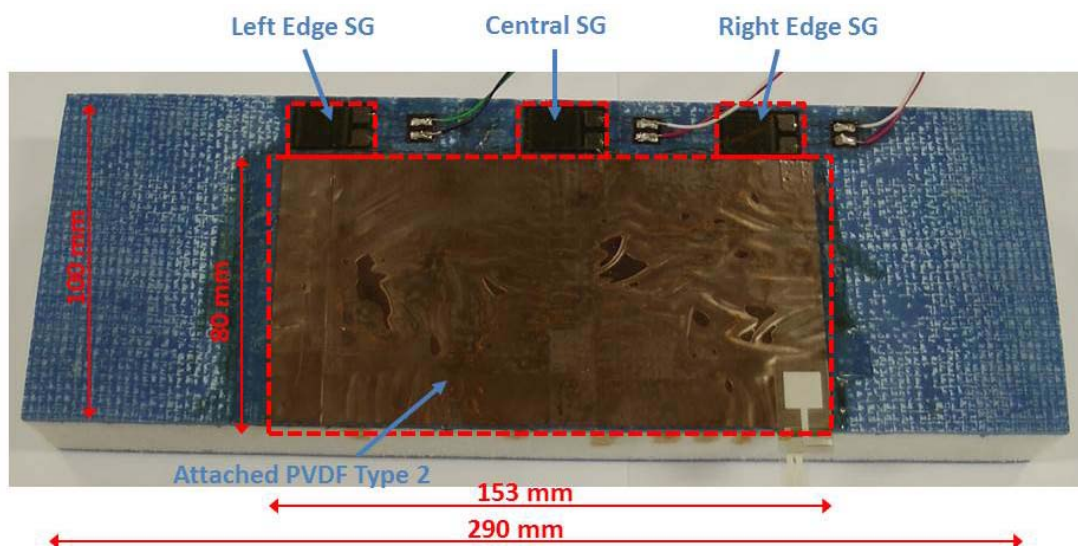 Left Edge SG
Central SG
Right Edge SG
100 mm
80 mm
Attached PVDF Type 2
153 mm
290 mm